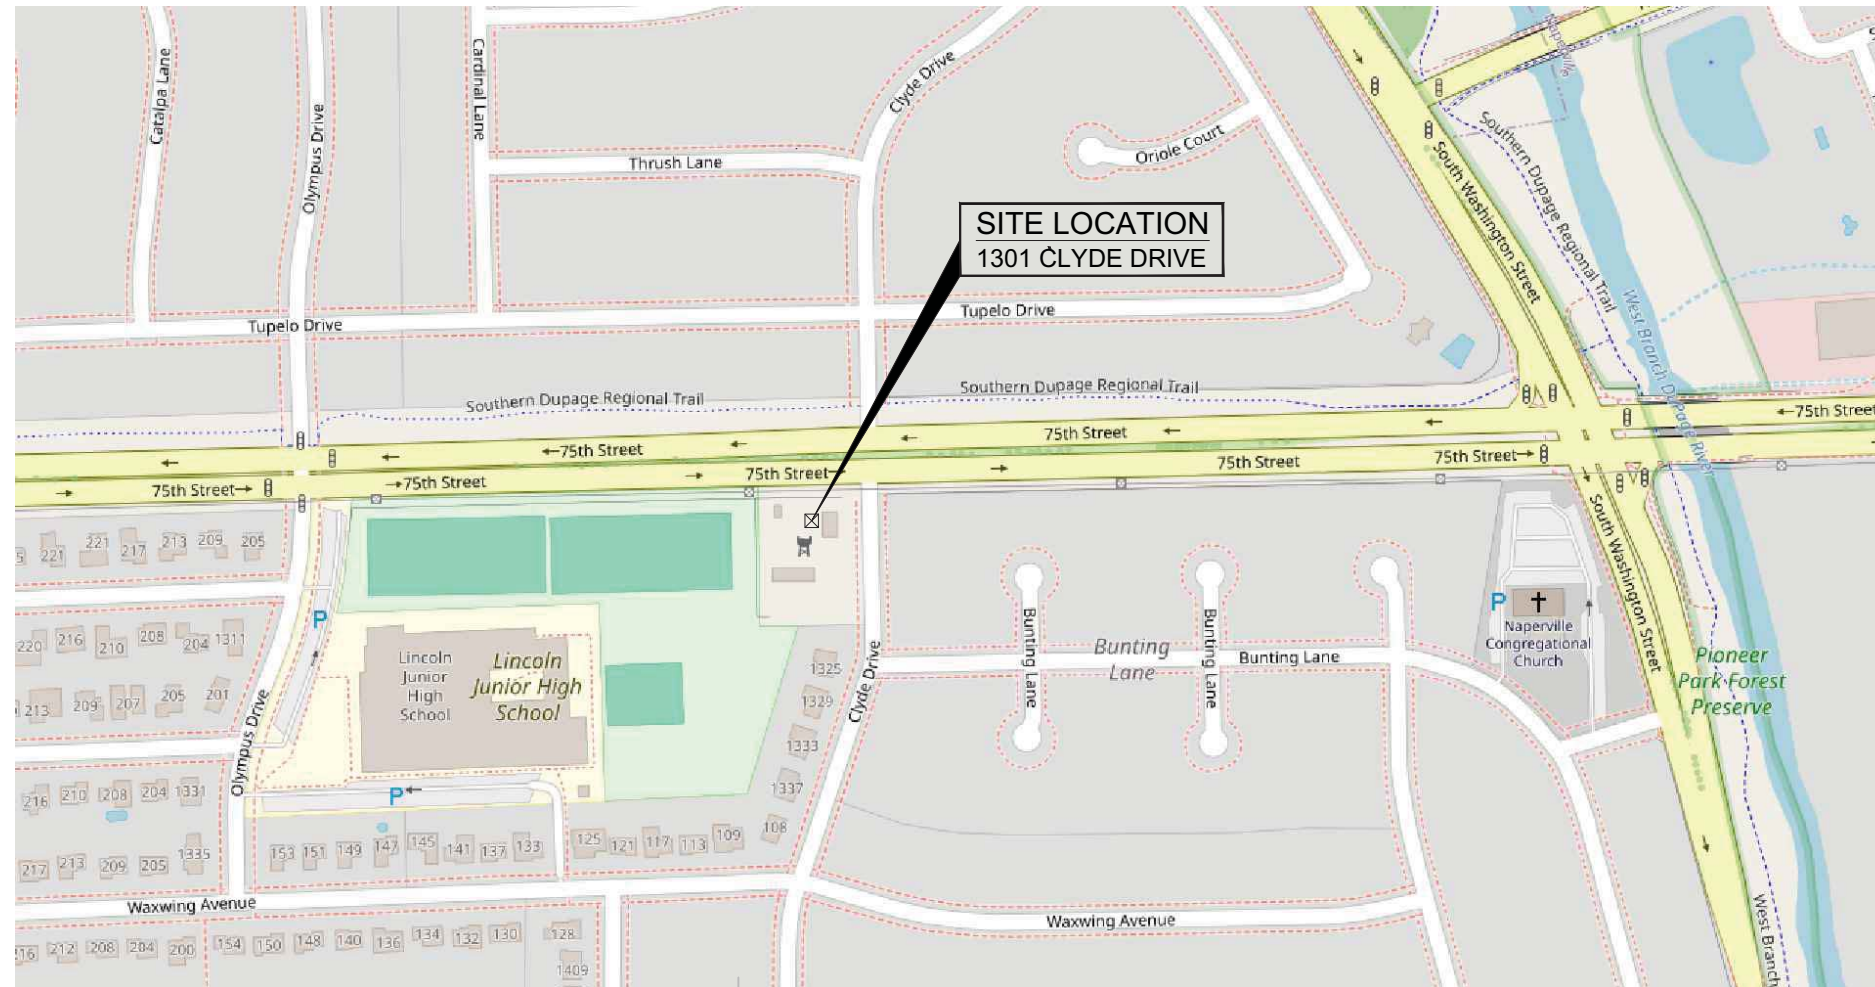 Catalpa Lane
Olympus Drive
Cardinal Lane
Clyde Drive
Thrush Lane
Oriole Court
Naperville
South Washington Street
Southern Dupage Regional Trail
West Branch DuPage River
SITE LOCATION
1301 CLYDE DRIVE
Tupelo Drive
Tupelo Drive
Southern Dupage Regional Trail
Southern Dupage Regional Trail
75th Street
75th Street
75th Street
75th Street
75th Street
75th Street
75th Street
75th Street
221
221
217
213
209
205
220
216
210
208
204
1311
213
209
207
205
201
216
210
208
204
1331
217
213
209
205
1335
Olympus Drive
P
Lincoln
Junior
High
School
Lincoln
Junior High
School
P
153
151
149
147
145
141
137
133
125
121
117
113
109
108
1325
1329
1333
1337
Clyde Drive
Bunting Lane
Bunting
Lane
Bunting Lane
Bunting Lane
P
Naperville
Congregational
Church
South Washington Street
Pioneer
Park Forest
Preserve
Waxwing Avenue
Waxwing Avenue
West Branch
16
212
208
204
200
154
150
148
140
136
134
132
130
128
1409